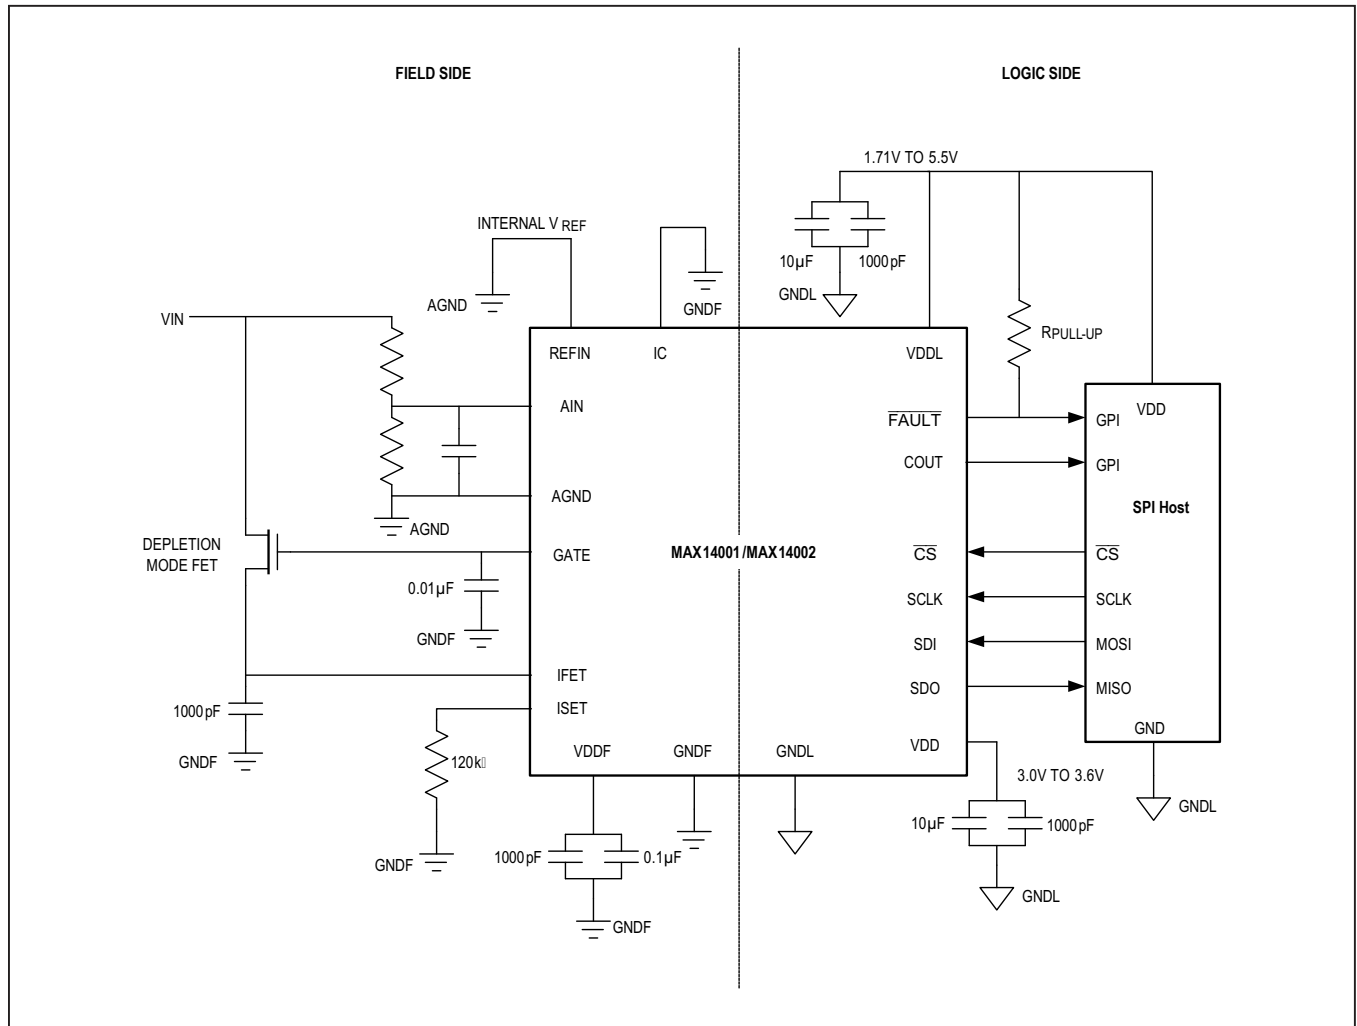 FIELD SIDE
LOGIC SIDE
1.71V TO 5.5V
INTERNAL V REF
10µF
1000pF
GNDL
AGND
GNDF
VIN
RPULL-UP
REFIN
IC
VDDL
AIN
FAULT
GPI
VDD
COUT
GPI
AGND
AGND
SPI Host
DEPLETION
MODE FET
GATE
MAX14001/MAX14002
CS
CS
0.01µF
SCLK
SCLK
GNDF
SDI
MOSI
IFET
SDO
MISO
1000pF
ISET
GND
GNDF
120k
VDDF
GNDF
GNDL
VDD
3.0V TO 3.6V
GNDL
10µF
1000pF
GNDF
1000pF
0.1µF
GNDL
GNDF